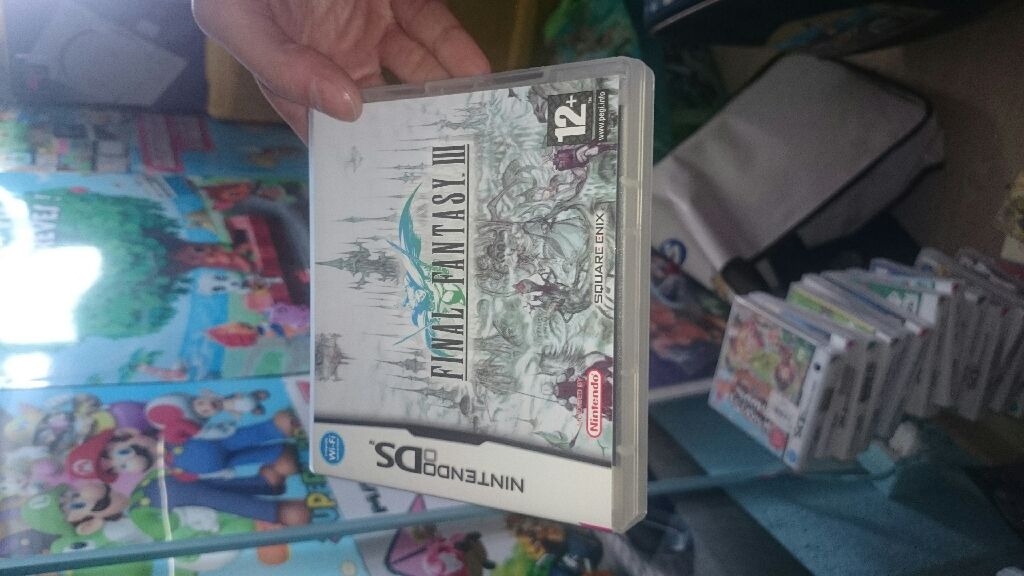 FINAL FANTASY III
12+
www.pegi.info
SQUARE ENIX
Nintendo
NINTENDO DS
Wi-Fi